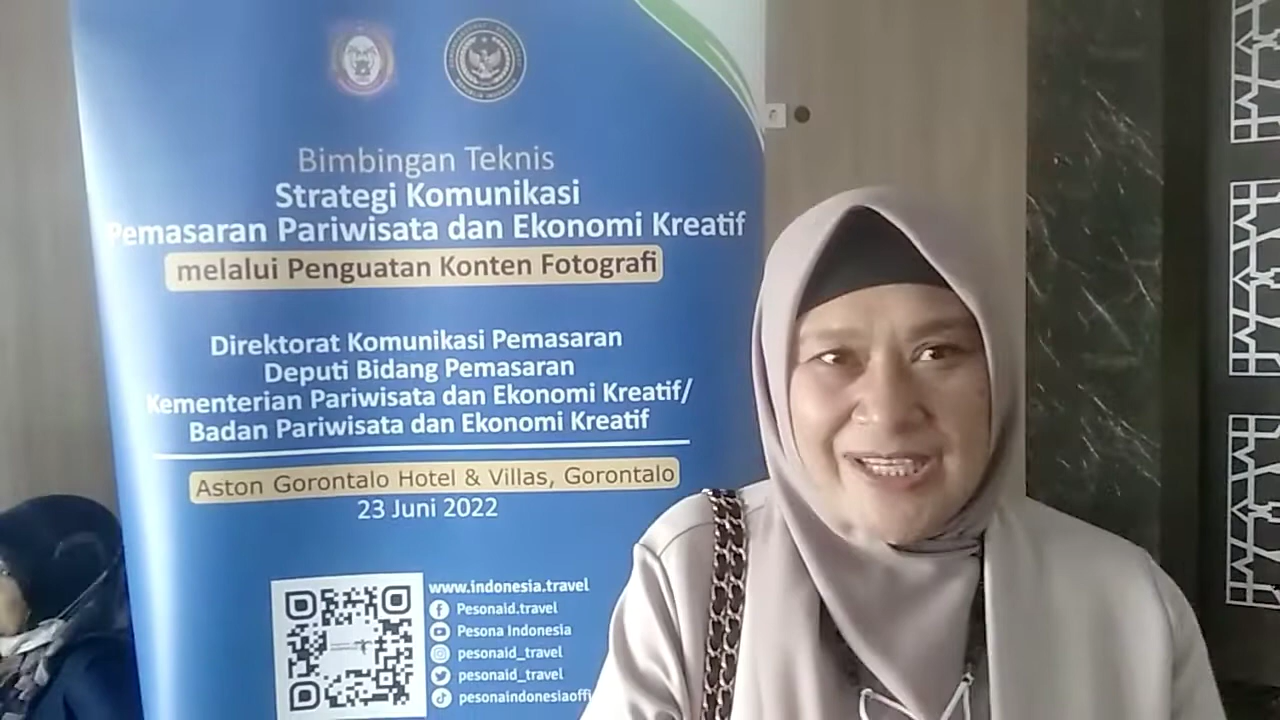 Bimbingan Teknis
Strategi Komunikasi
Pemasaran Pariwisata dan Ekonomi Kreatif
melalui Penguatan Konten Fotografi
Direktorat Komunikasi Pemasaran
Deputi Bidang Pemasaran
Kementerian Pariwisata dan Ekonomi Kreatif/
Badan Pariwisata dan Ekonomi Kreatif
Aston Gorontalo Hotel & Villas, Gorontalo
23 Juni 2022
www.indonesia.travel
Pesonaid.travel
Pesona Indonesia
pesonaid_travel
pesonaid_travel
pesonaindonesiaoffi